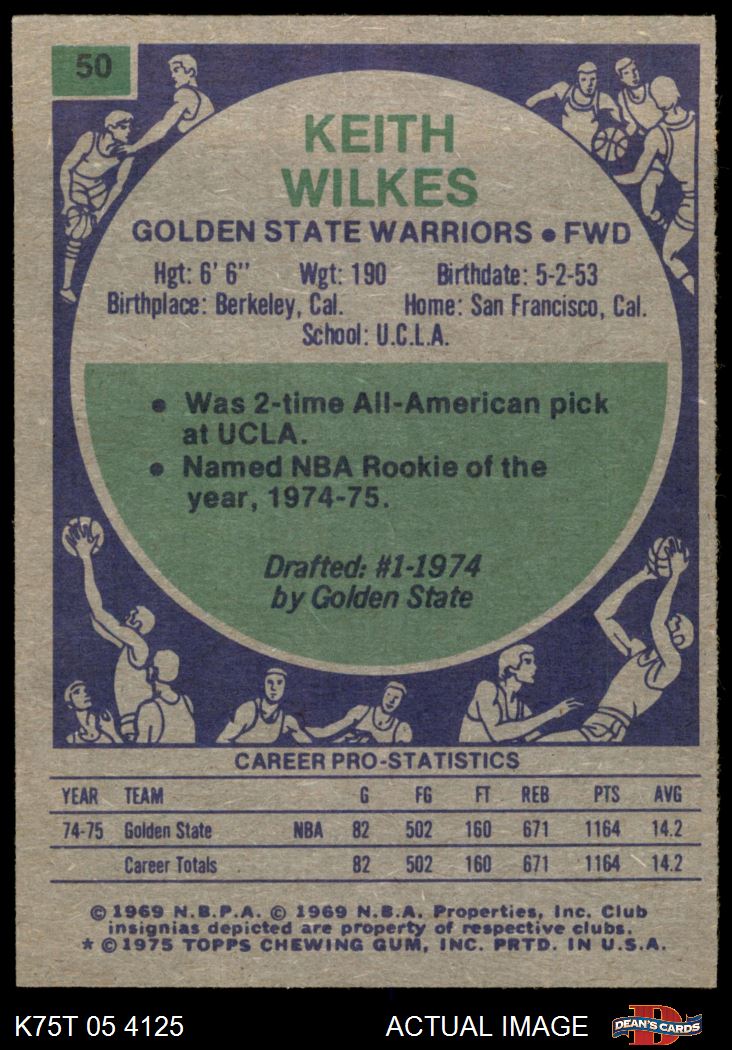 50
KEITH
WILKES
GOLDEN STATE WARRIORS • FWD
Hgt: 6' 6" Wgt: 190 Birthdate: 5-2-53
Birthplace: Berkeley, Cal. Home: San Francisco, Cal.
School: U.C.L.A.
• Was 2-time All-American pick
at UCLA.
• Named NBA Rookie of the
year, 1974-75.
Drafted: #1-1974
by Golden State
CAREER PRO-STATISTICS
YEAR TEAM G FG FT REB PTS AVG
74-75 Golden State NBA 82 502 160 671 1164 14.2
Career Totals 82 502 160 671 1164 14.2
© 1969 N.B.P.A. © 1969 N.B.A. Properties, Inc. Club
insignias depicted are property of respective clubs.
* © 1975 TOPPS CHEWING GUM, INC. PRTD. IN U.S.A.
K75T 05 4125 ACTUAL IMAGE D DEAN'S CARDS